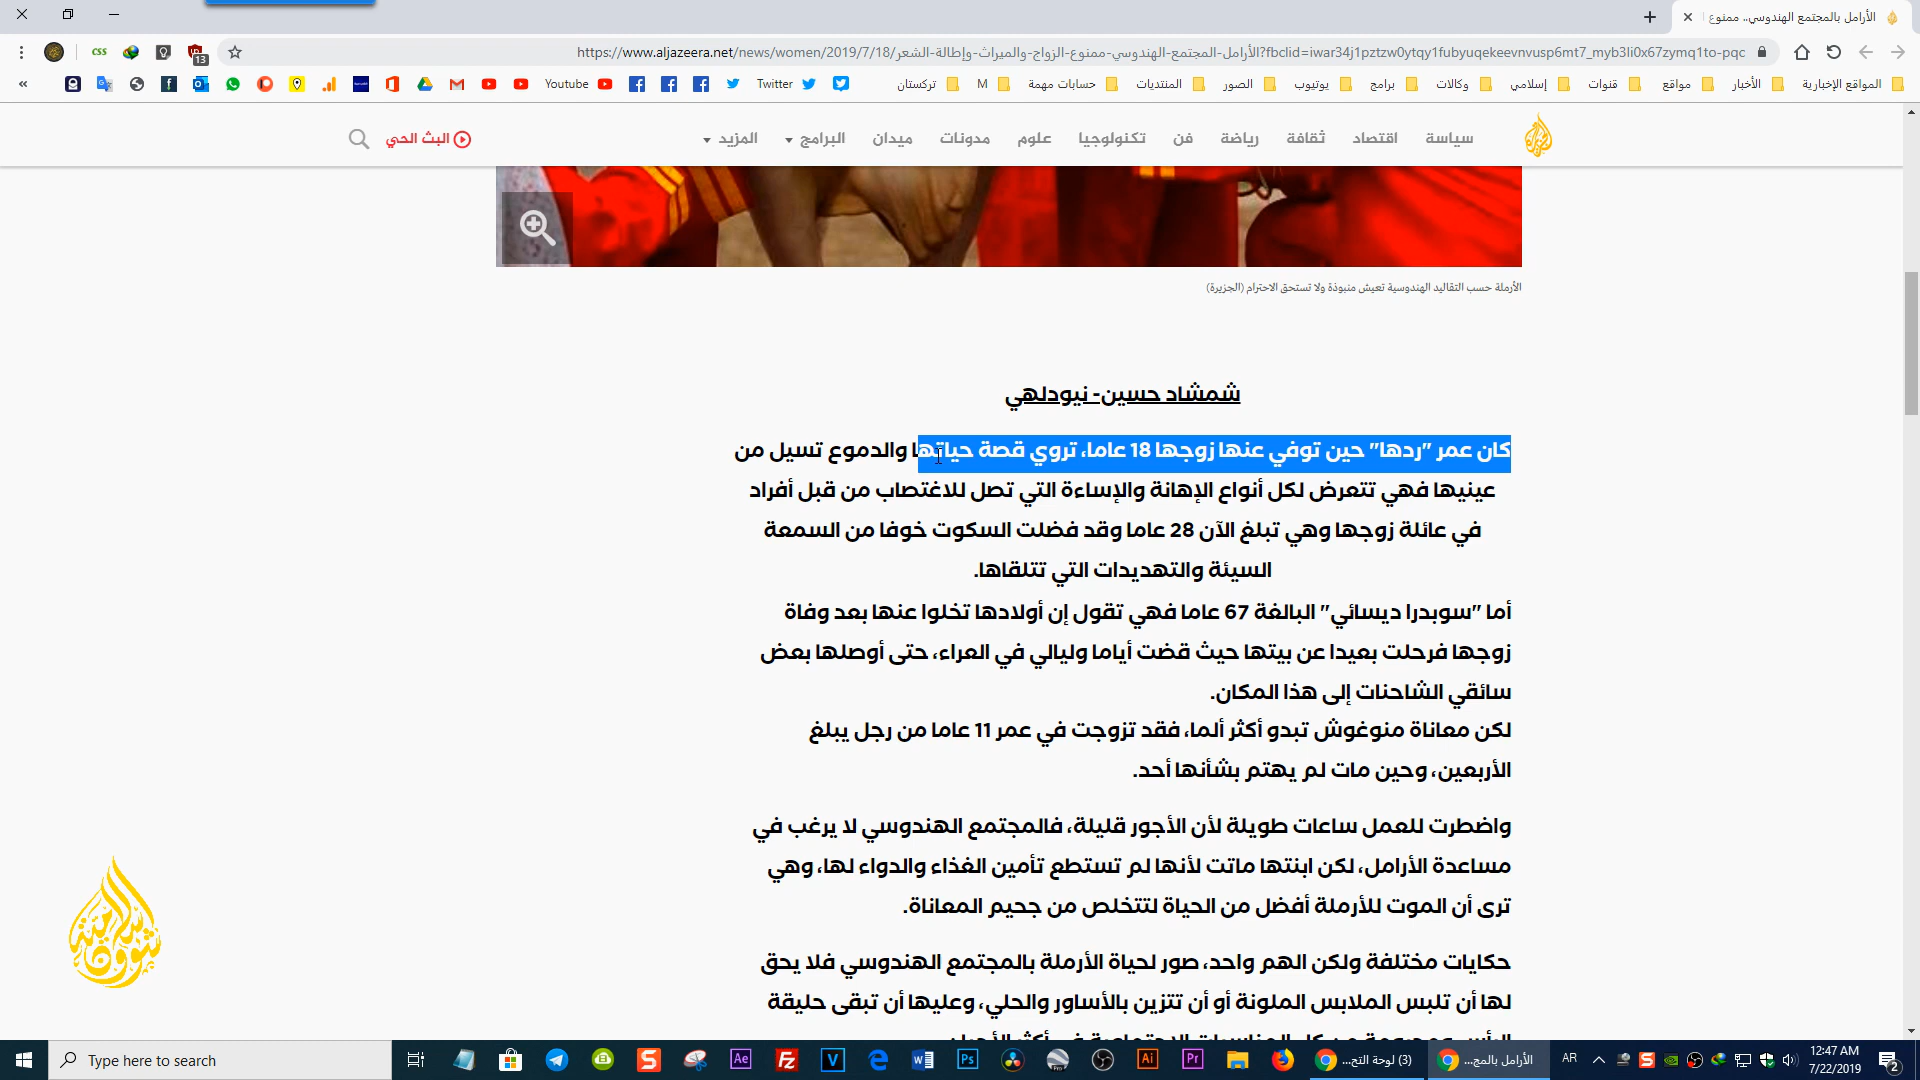 الأرامل بالمجتمع الهندوسي.. ممنوع ا
https://www.aljazeera.net/news/women/2019/7/18/الأرامل-المجتمع-الهندوسي-ممنوع-الزواج-والميراث-وإطالة-الشعر?fbclid=iwar34j1pztzw0ytqy1fubyuqekeevnvusp6mt7_myb3li0x67zymq1to-pqc
css
13
المواقع الإخبارية الأخبار مواقع قنوات إسلامي وكالات برامج يوتيوب الصور المنتديات حسابات مهمة M تركستان Twitter Youtube
سياسة اقتصاد ثقافة رياضة فن تكنولوجيا علوم مدونات ميدان البرامج المزيد البث الحي
الأرملة حسب التقاليد الهندوسية تعيش منبوذة ولا تستحق الاحترام (الجزيرة)
شمشاد حسين- نيودلهي
كان عمر "ردها" حين توفي عنها زوجها 18 عاما، تروي قصة حياتها والدموع تسيل من
عينيها فهي تتعرض لكل أنواع الإهانة والإساءة التي تصل للاغتصاب من قبل أفراد
في عائلة زوجها وهي تبلغ الآن 28 عاما وقد فضلت السكوت خوفا من السمعة
السيئة والتهديدات التي تتلقاها.
أما "سوبدرا ديسائي" البالغة 67 عاما فهي تقول إن أولادها تخلوا عنها بعد وفاة
زوجها فرحلت بعيدا عن بيتها حيث قضت أياما وليالي في العراء، حتى أوصلها بعض
سائقي الشاحنات إلى هذا المكان.
لكن معاناة منوغوش تبدو أكثر ألما، فقد تزوجت في عمر 11 عاما من رجل يبلغ
الأربعين، وحين مات لم يهتم بشأنها أحد.
واضطرت للعمل ساعات طويلة لأن الأجور قليلة، فالمجتمع الهندوسي لا يرغب في
مساعدة الأرامل، لكن ابنتها ماتت لأنها لم تستطع تأمين الغذاء والدواء لها، وهي
ترى أن الموت للأرملة أفضل من الحياة لتتخلص من جحيم المعاناة.
حكايات مختلفة ولكن الهم واحد، صور لحياة الأرملة بالمجتمع الهندوسي فلا يحق
لها أن تلبس الملابس الملونة أو أن تتزين بالأساور والحلي، وعليها أن تبقى حليقة
Type here to search
(3) لوحة التح...
الأرامل بالمج...
AR
12:47 AM
7/22/2019
2